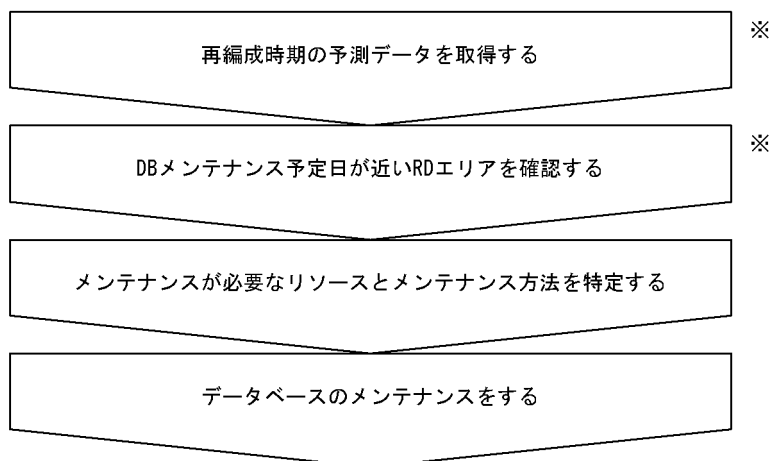 再編成時期の予測データを取得する
※
DBメンテナンス予定日が近いRDエリアを確認する
※
メンテナンスが必要なリソースとメンテナンス方法を特定する
データベースのメンテナンスをする